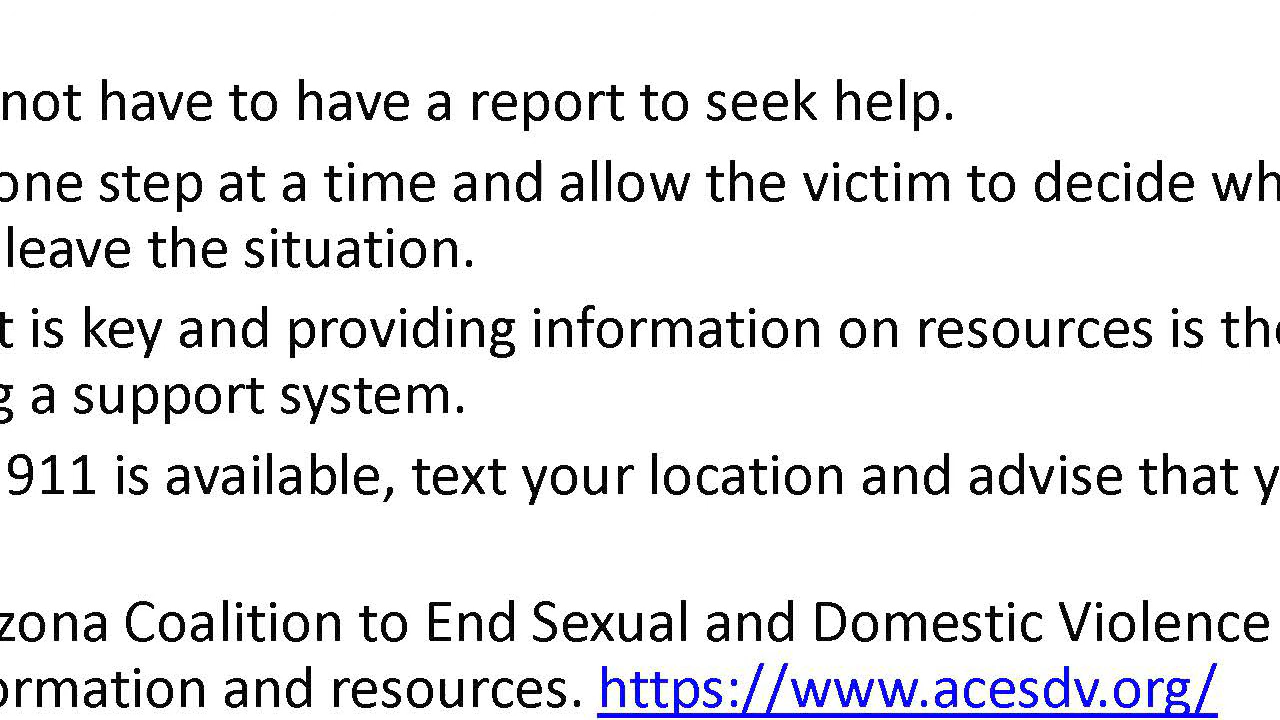 not have to have a report to seek help.
one step at a time and allow the victim to decide wh
leave the situation.
t is key and providing information on resources is the
g a support system.
911 is available, text your location and advise that y
zona Coalition to End Sexual and Domestic Violence
ormation and resources. https://www.acesdv.org/